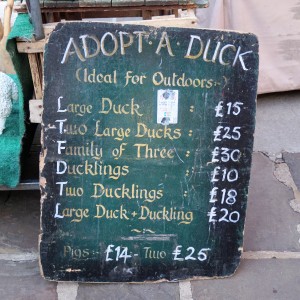 ADOPT·A·DUCK
(Ideal for Outdoors·)
Large Duck : £15
Two Large Ducks : £25
Family of Three : £30
Ducklings : £10
Two Ducklings : £18
Large Duck + Duckling £20
Pigs :- £14 - Two £25